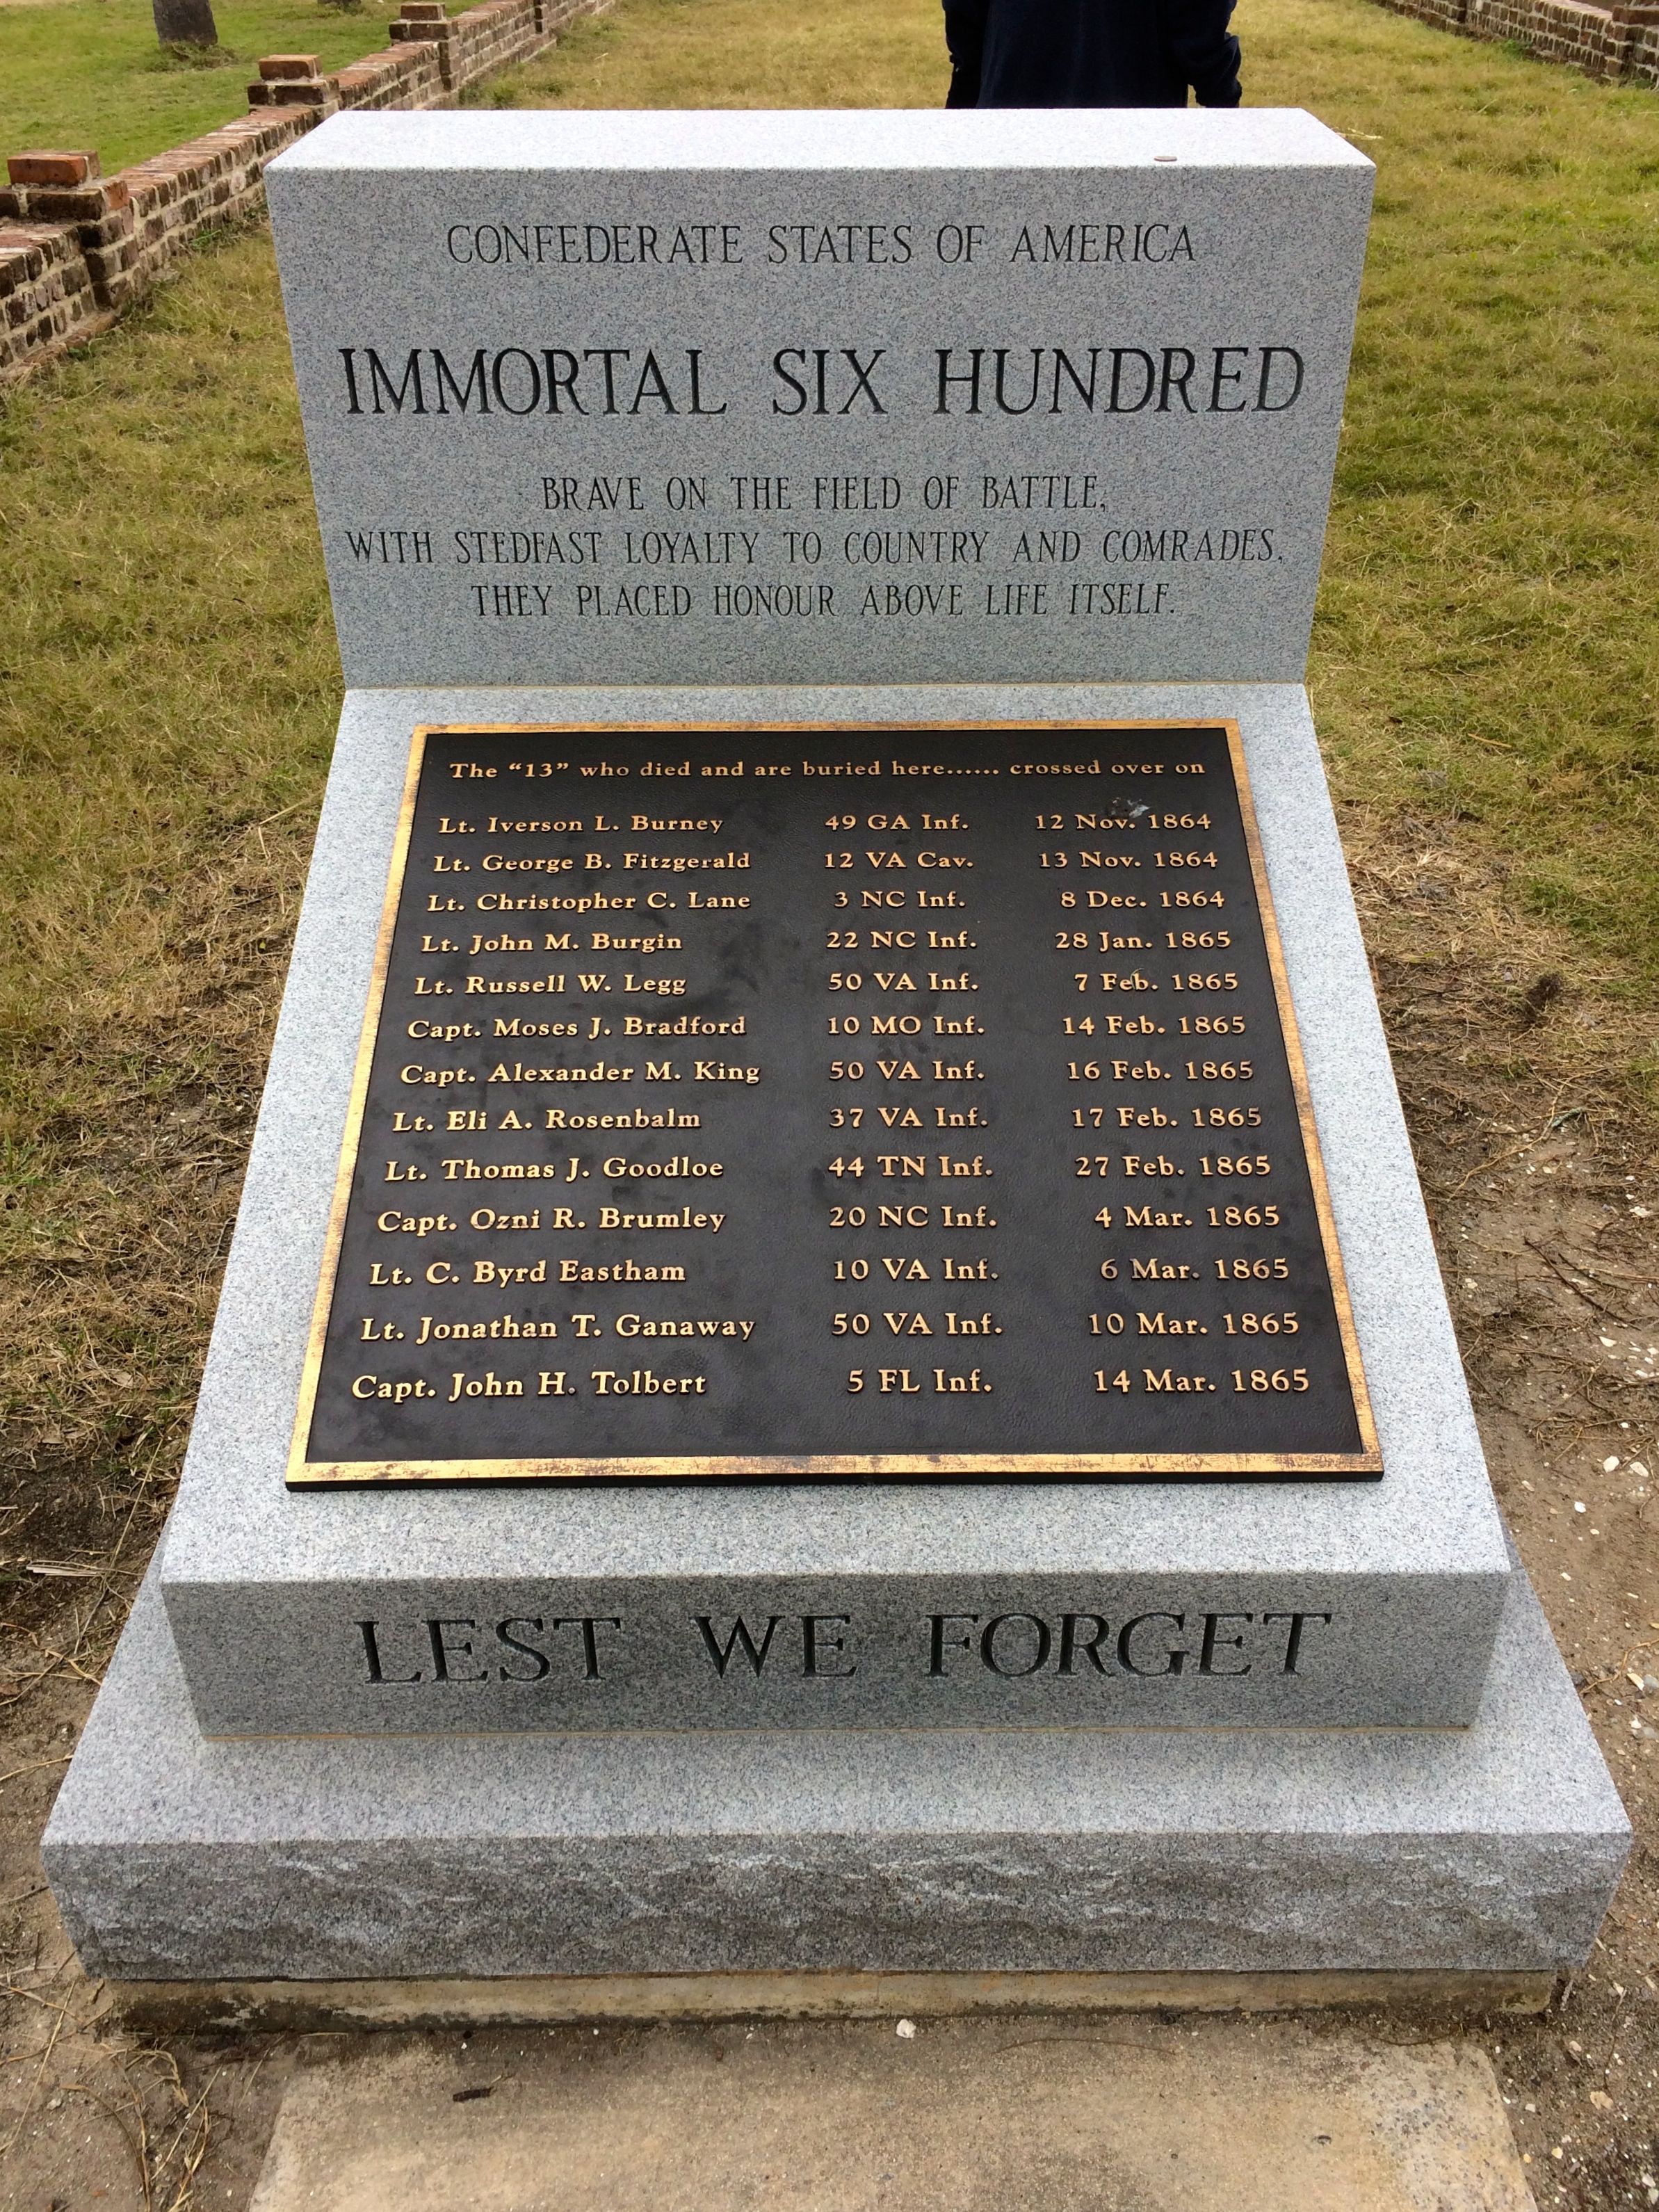 CONFEDERATE STATES OF AMERICA
IMMORTAL SIX HUNDRED
BRAVE ON THE FIELD OF BATTLE,
WITH STEDFAST LOYALTY TO COUNTRY AND COMRADES,
THEY PLACED HONOUR ABOVE LIFE ITSELF.
The "13" who died and are buried here...... crossed over on
Lt. Iverson L. Burney 49 GA Inf. 12 Nov. 1864
Lt. George B. Fitzgerald 12 VA Cav. 13 Nov. 1864
Lt. Christopher C. Lane 3 NC Inf. 8 Dec. 1864
Lt. John M. Burgin 22 NC Inf. 28 Jan. 1865
Lt. Russell W. Legg 50 VA Inf. 7 Feb. 1865
Capt. Moses J. Bradford 10 MO Inf. 14 Feb. 1865
Capt. Alexander M. King 50 VA Inf. 16 Feb. 1865
Lt. Eli A. Rosenbalm 37 VA Inf. 17 Feb. 1865
Lt. Thomas J. Goodloe 44 TN Inf. 27 Feb. 1865
Capt. Ozni R. Brumley 20 NC Inf. 4 Mar. 1865
Lt. C. Byrd Eastham 10 VA Inf. 6 Mar. 1865
Lt. Jonathan T. Ganaway 50 VA Inf. 10 Mar. 1865
Capt. John H. Tolbert 5 FL Inf. 14 Mar. 1865
LEST WE FORGET